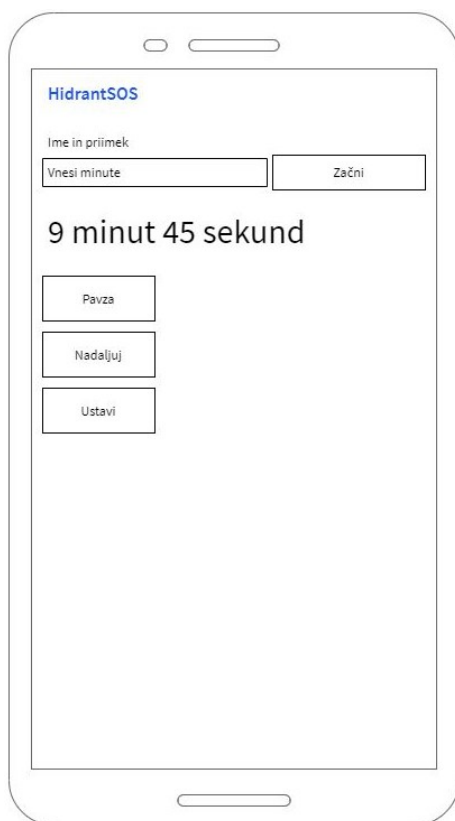 HidrantSOS
Ime in priimek
Vnesi minute
Začni
9 minut 45 sekund
Pavza
Nadaljuj
Ustavi